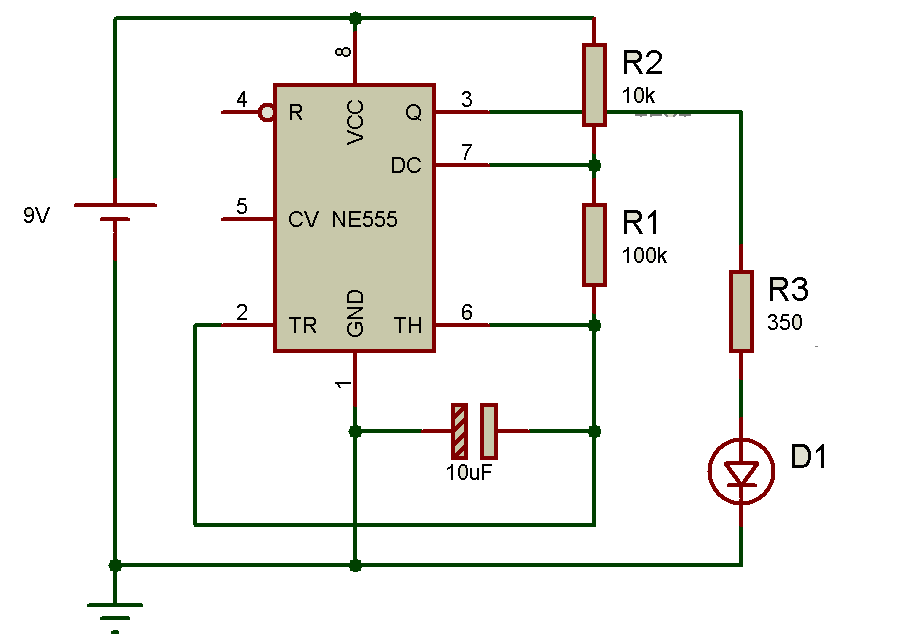 8
R2
10k
4
R
VCC
Q
3
DC
7
R1
100k
9V
5
CV NE555
R3
350
2
TR
GND
TH
6
1
10uF
D1